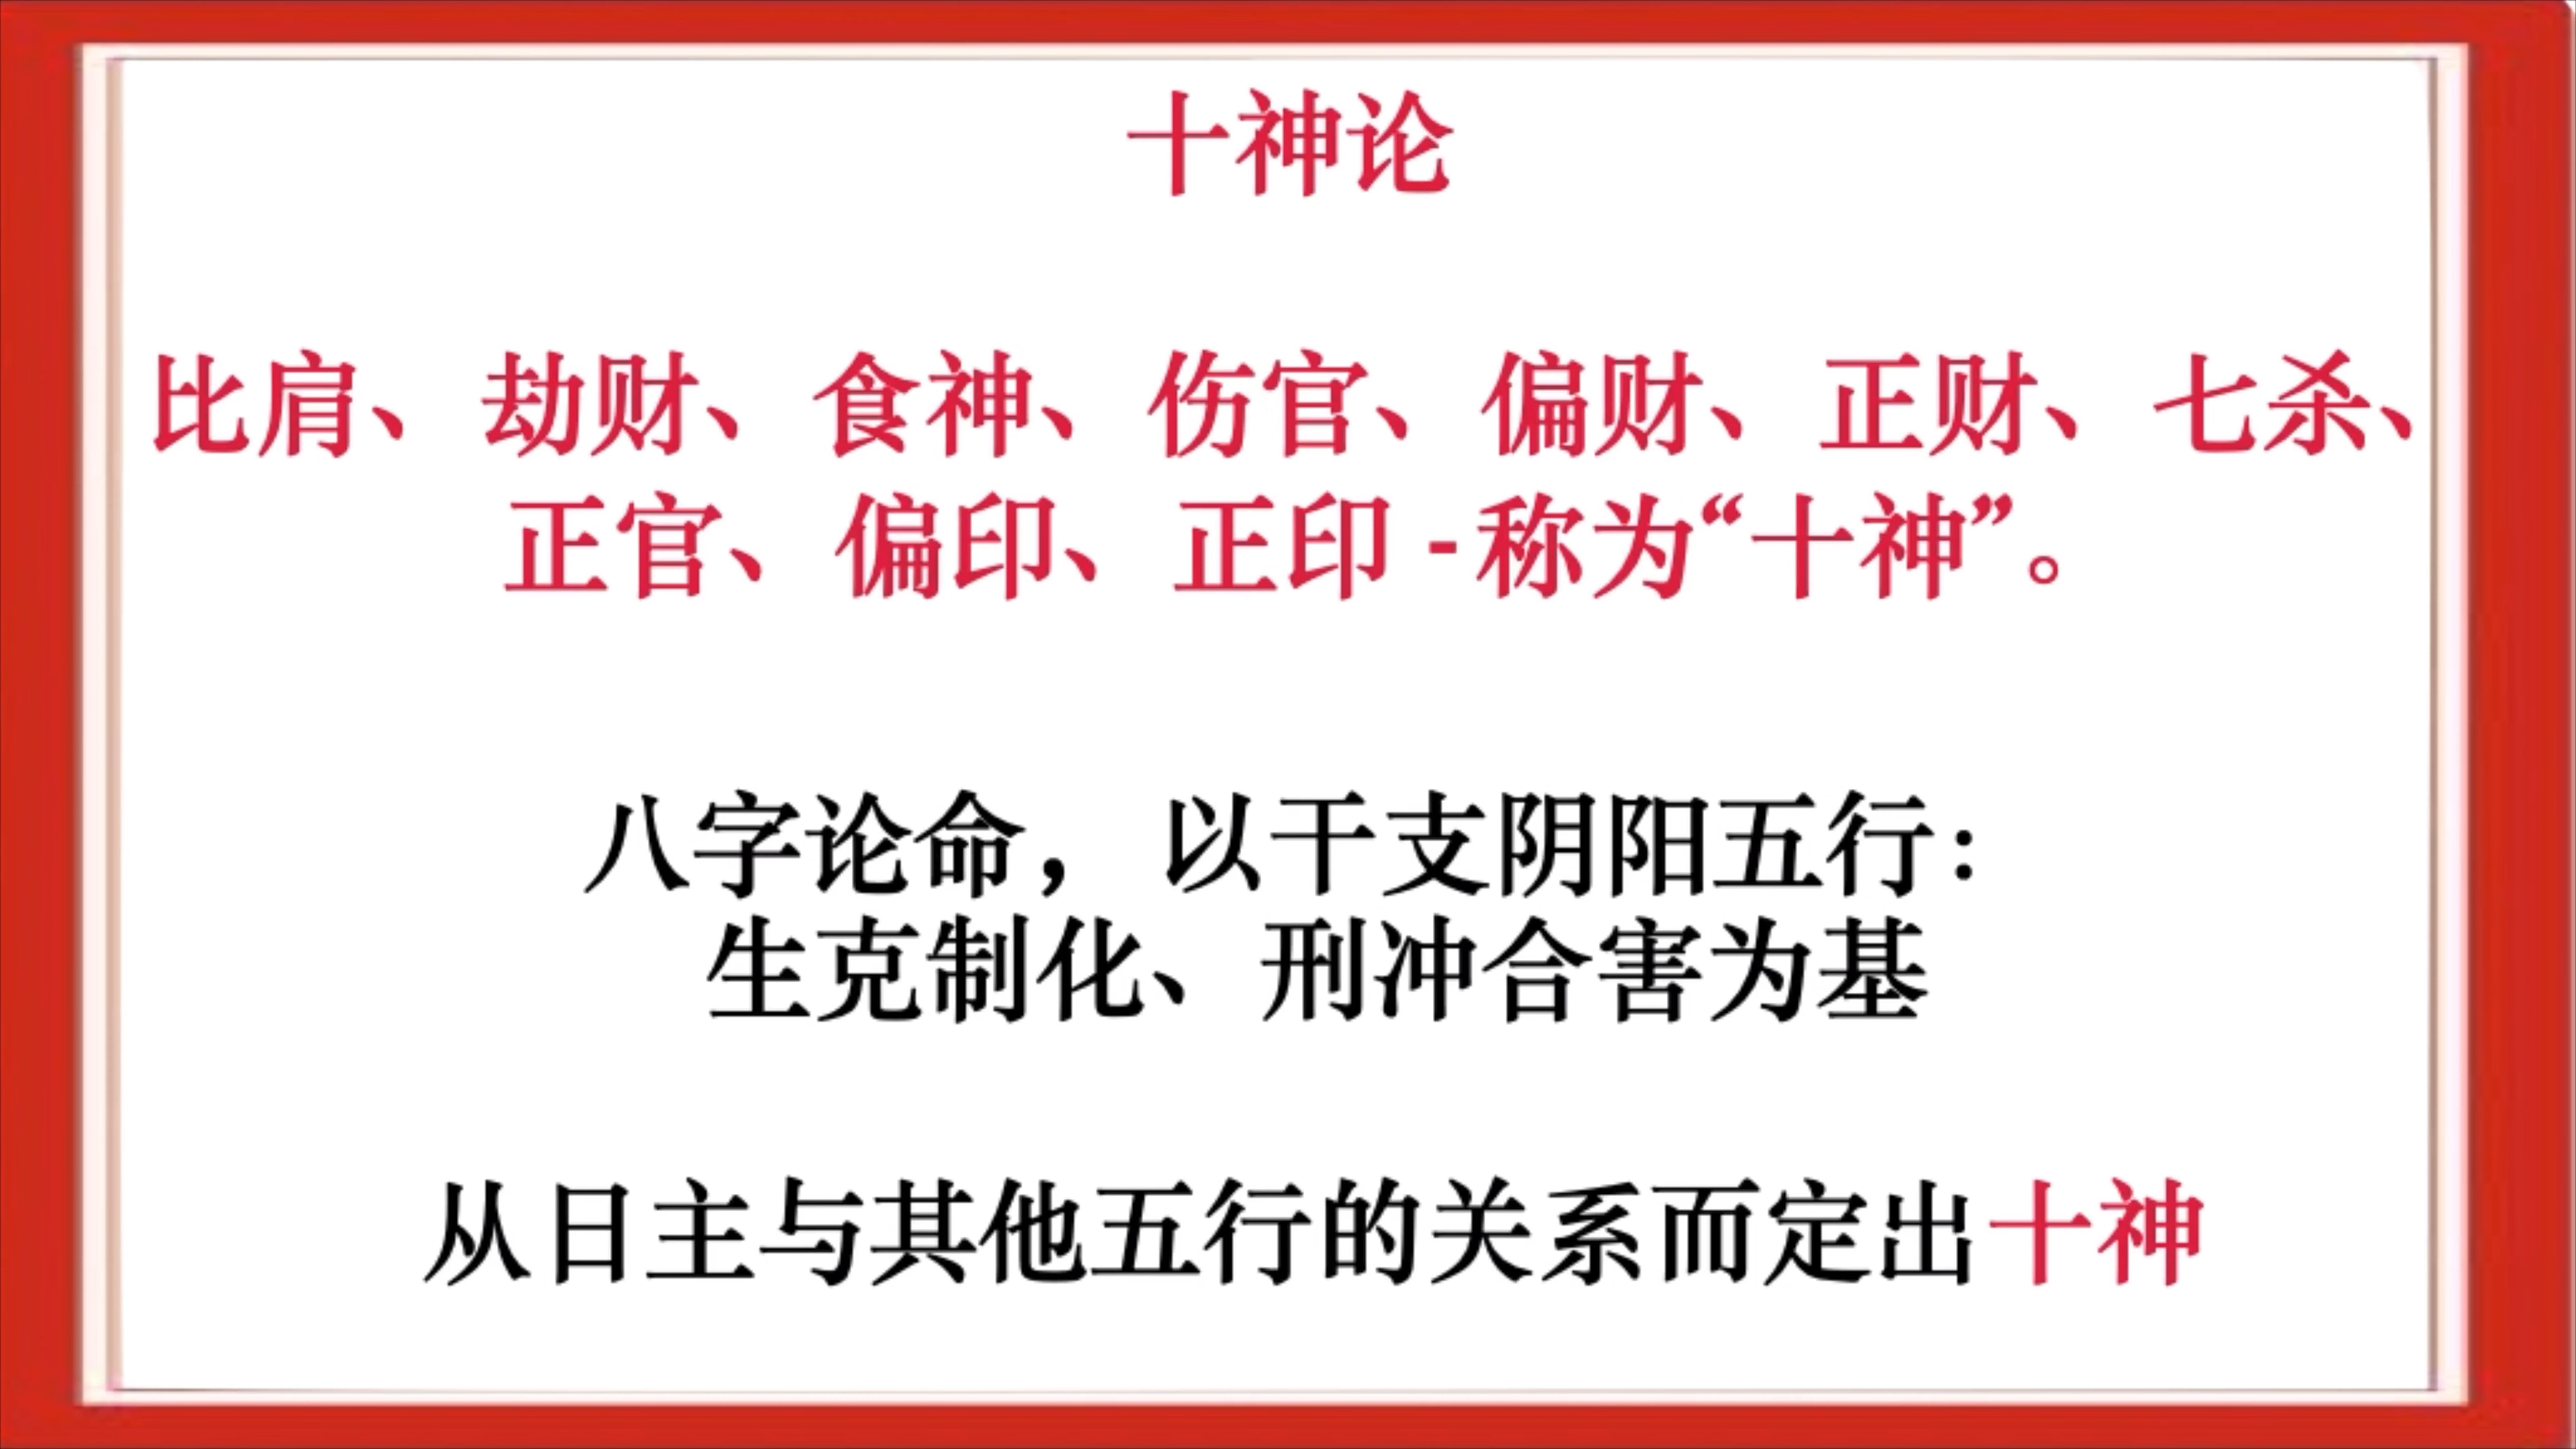 十神论
比肩、劫财、食神、伤官、偏财、正财、七杀、
正官、偏印、正印 -称为“十神”。
八字论命， 以干支阴阳五行：
生克制化、刑冲合害为基
从日主与其他五行的关系而定出十神